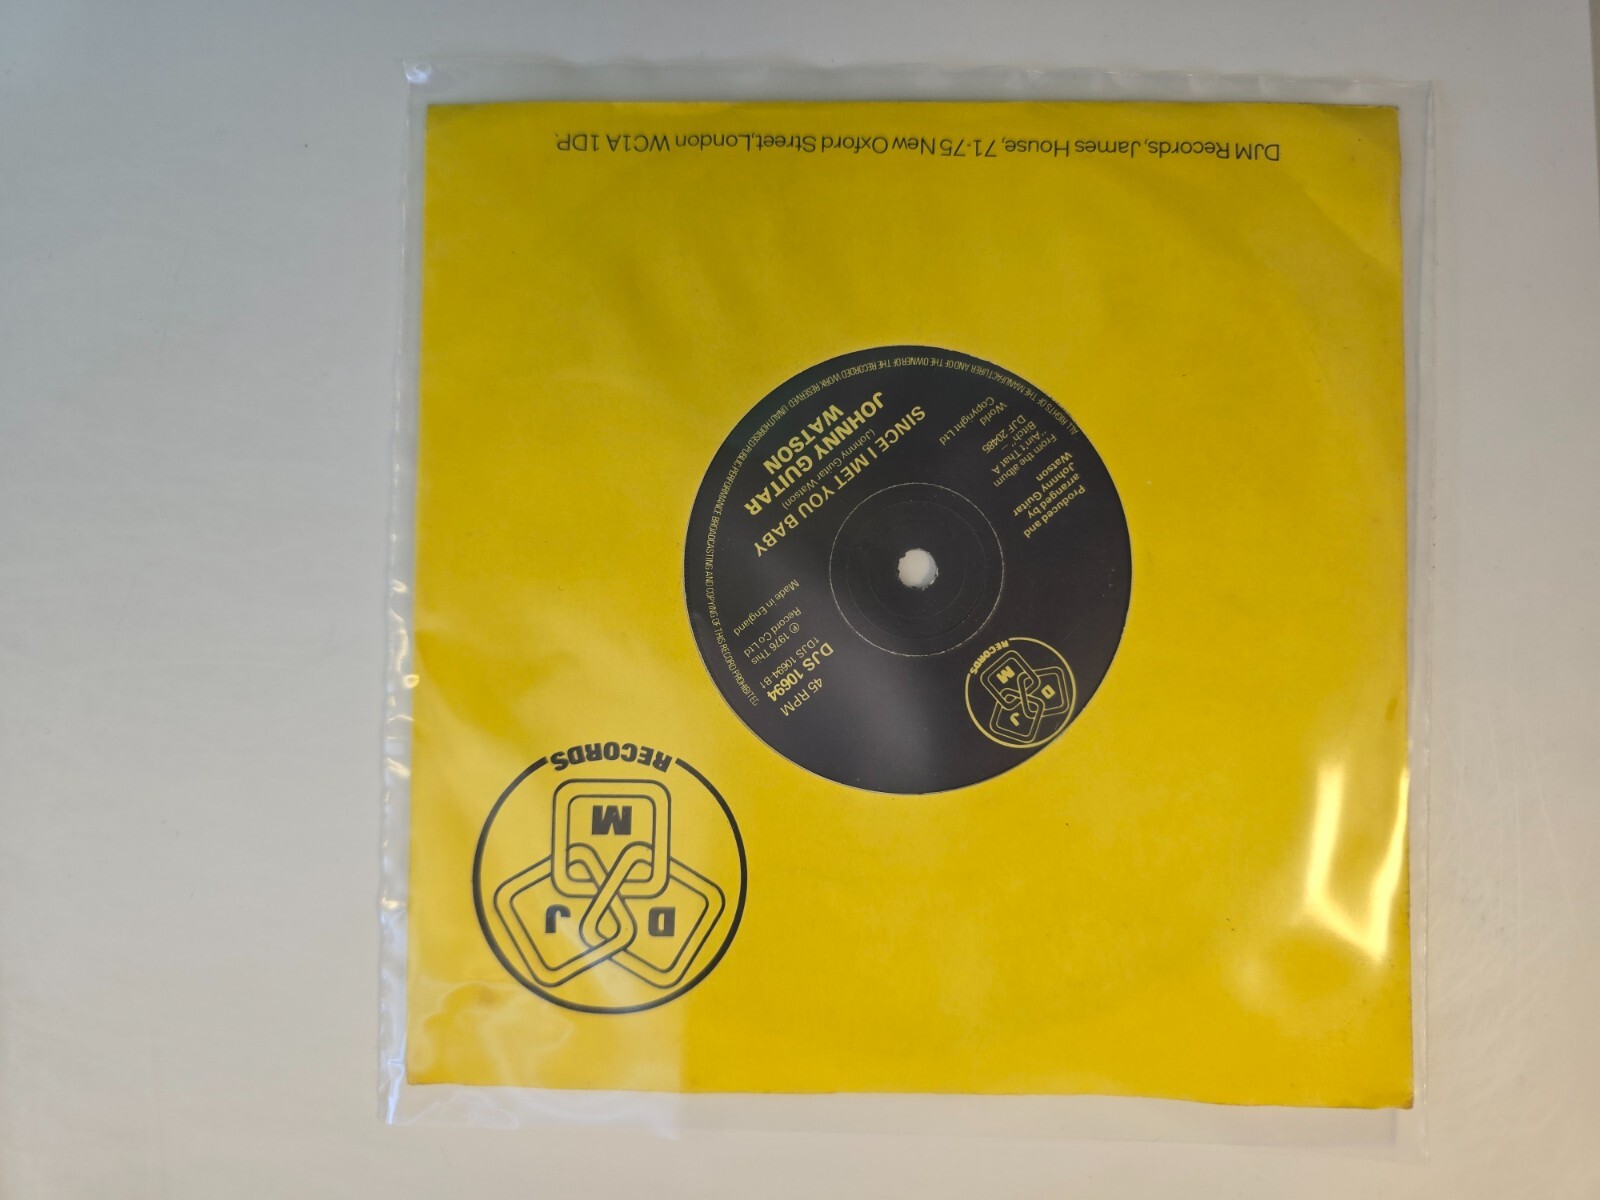 DJM Records, James House, 71-75 New Oxford Street, London WC1A 1DP.
RECORDS
M
D J
RECORDS
D J M
45 RPM
DJS 10694
1DJS 10694-B1
℗ 1976 This
Record Co Ltd
Made in England
Produced and
arranged by
Johnny Guitar
Watson
From the album
"Ain't That A
Bitch" –
DJF 20485
World
Copyright Ltd
SINCE I MET YOU BABY
(Johnny Guitar Watson)
JOHNNY GUITAR
WATSON
ALL RIGHTS OF THE MANUFACTURER AND OF THE OWNER OF THE RECORDED WORK RESERVED UNAUTHORISED PUBLIC PERFORMANCE BROADCASTING AND COPYING OF THIS RECORD PROHIBITED